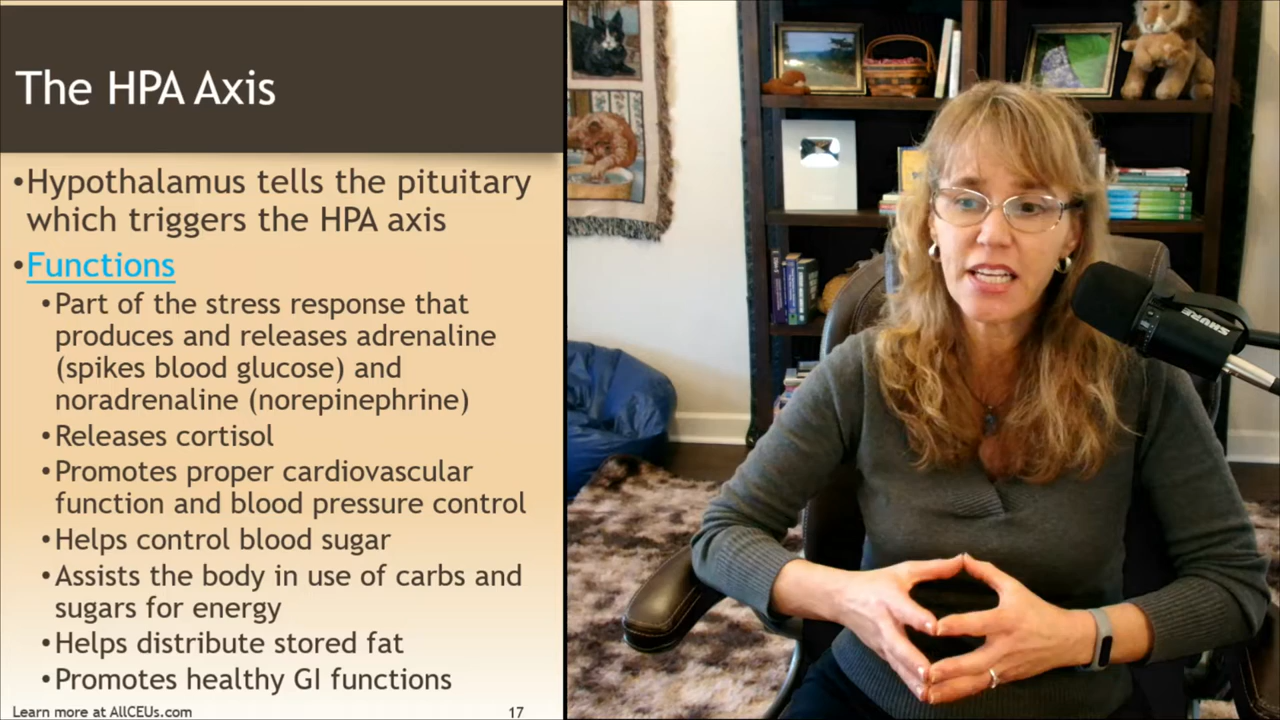 The HPA Axis
•Hypothalamus tells the pituitary
which triggers the HPA axis
•Functions
•Part of the stress response that
produces and releases adrenaline
(spikes blood glucose) and
noradrenaline (norepinephrine)
•Releases cortisol
•Promotes proper cardiovascular
function and blood pressure control
•Helps control blood sugar
•Assists the body in use of carbs and
sugars for energy
•Helps distribute stored fat
•Promotes healthy GI functions
Learn more at AllCEUs.com
17
SHURE